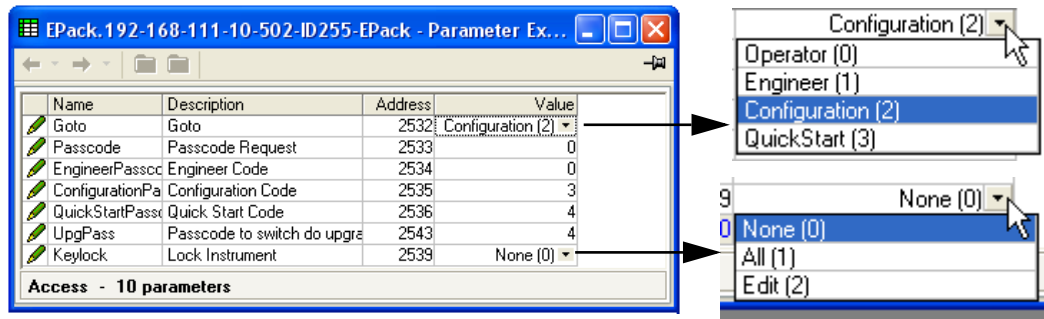 EPack.192-168-111-10-502-ID255-EPack - Parameter Ex...
Name Description Address Value
Goto Goto 2532 Configuration (2)
Passcode Passcode Request 2533 0
EngineerPassco Engineer Code 2534 0
ConfigurationPa Configuration Code 2535 3
QuickStartPassc Quick Start Code 2536 4
UpgPass Passcode to switch do upgra 2543 4
Keylock Lock Instrument 2539 None (0)
Access - 10 parameters
Configuration (2)
Operator (0)
Engineer (1)
Configuration (2)
QuickStart (3)
9 None (0)
0 None (0)
All (1)
Edit (2)